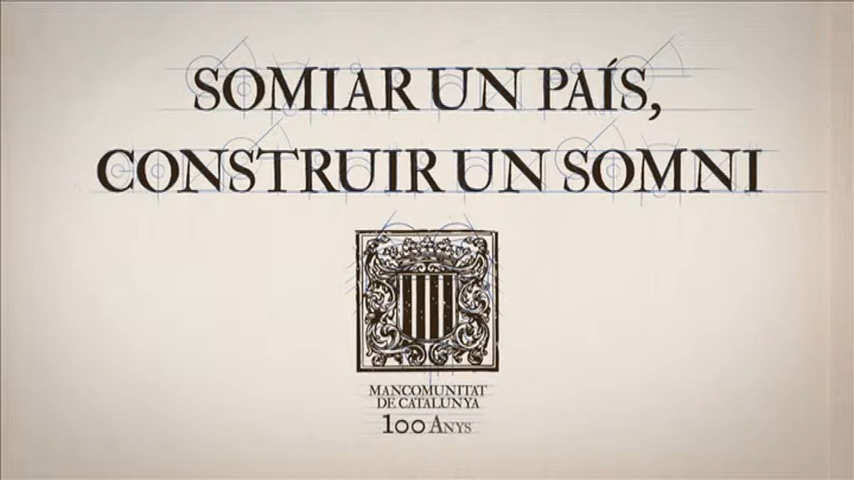 SOMIAR UN PAÍS,
CONSTRUIR UN SOMNI
MANCOMUNITAT
DE CATALUNYA
100 ANYS